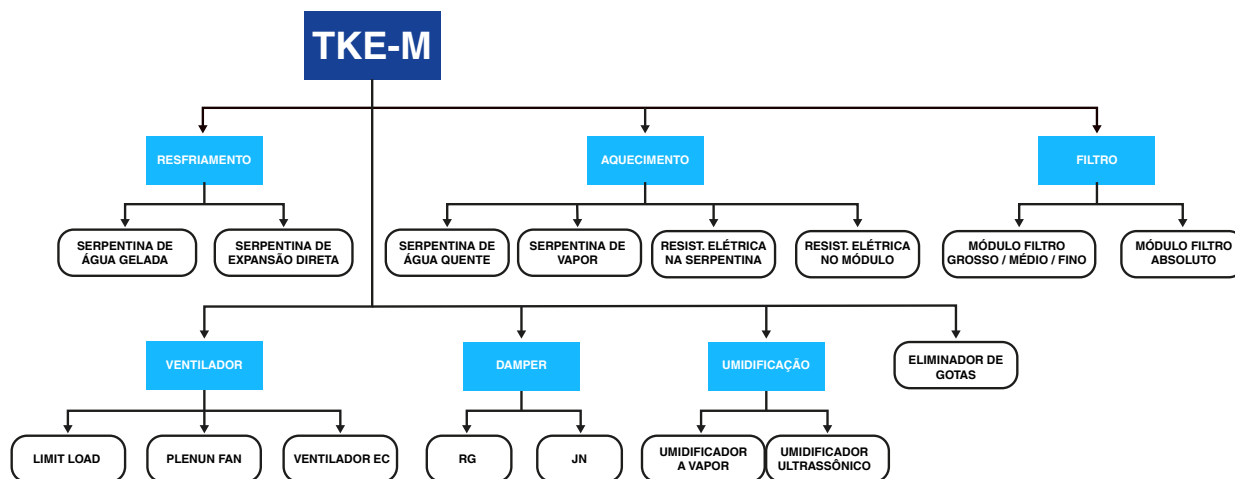 TKE-M
RESFRIAMENTO
AQUECIMENTO
FILTRO
SERPENTINA DE
ÁGUA GELADA
SERPENTINA DE
EXPANSÃO DIRETA
SERPENTINA DE
ÁGUA QUENTE
SERPENTINA DE
VAPOR
RESIST. ELÉTRICA
NA SERPENTINA
RESIST. ELÉTRICA
NO MÓDULO
MÓDULO FILTRO
GROSSO / MÉDIO / FINO
MÓDULO FILTRO
ABSOLUTO
VENTILADOR
DAMPER
UMIDIFICAÇÃO
ELIMINADOR DE
GOTAS
LIMIT LOAD
PLENUN FAN
VENTILADOR EC
RG
JN
UMIDIFICADOR
A VAPOR
UMIDIFICADOR
ULTRASSÔNICO